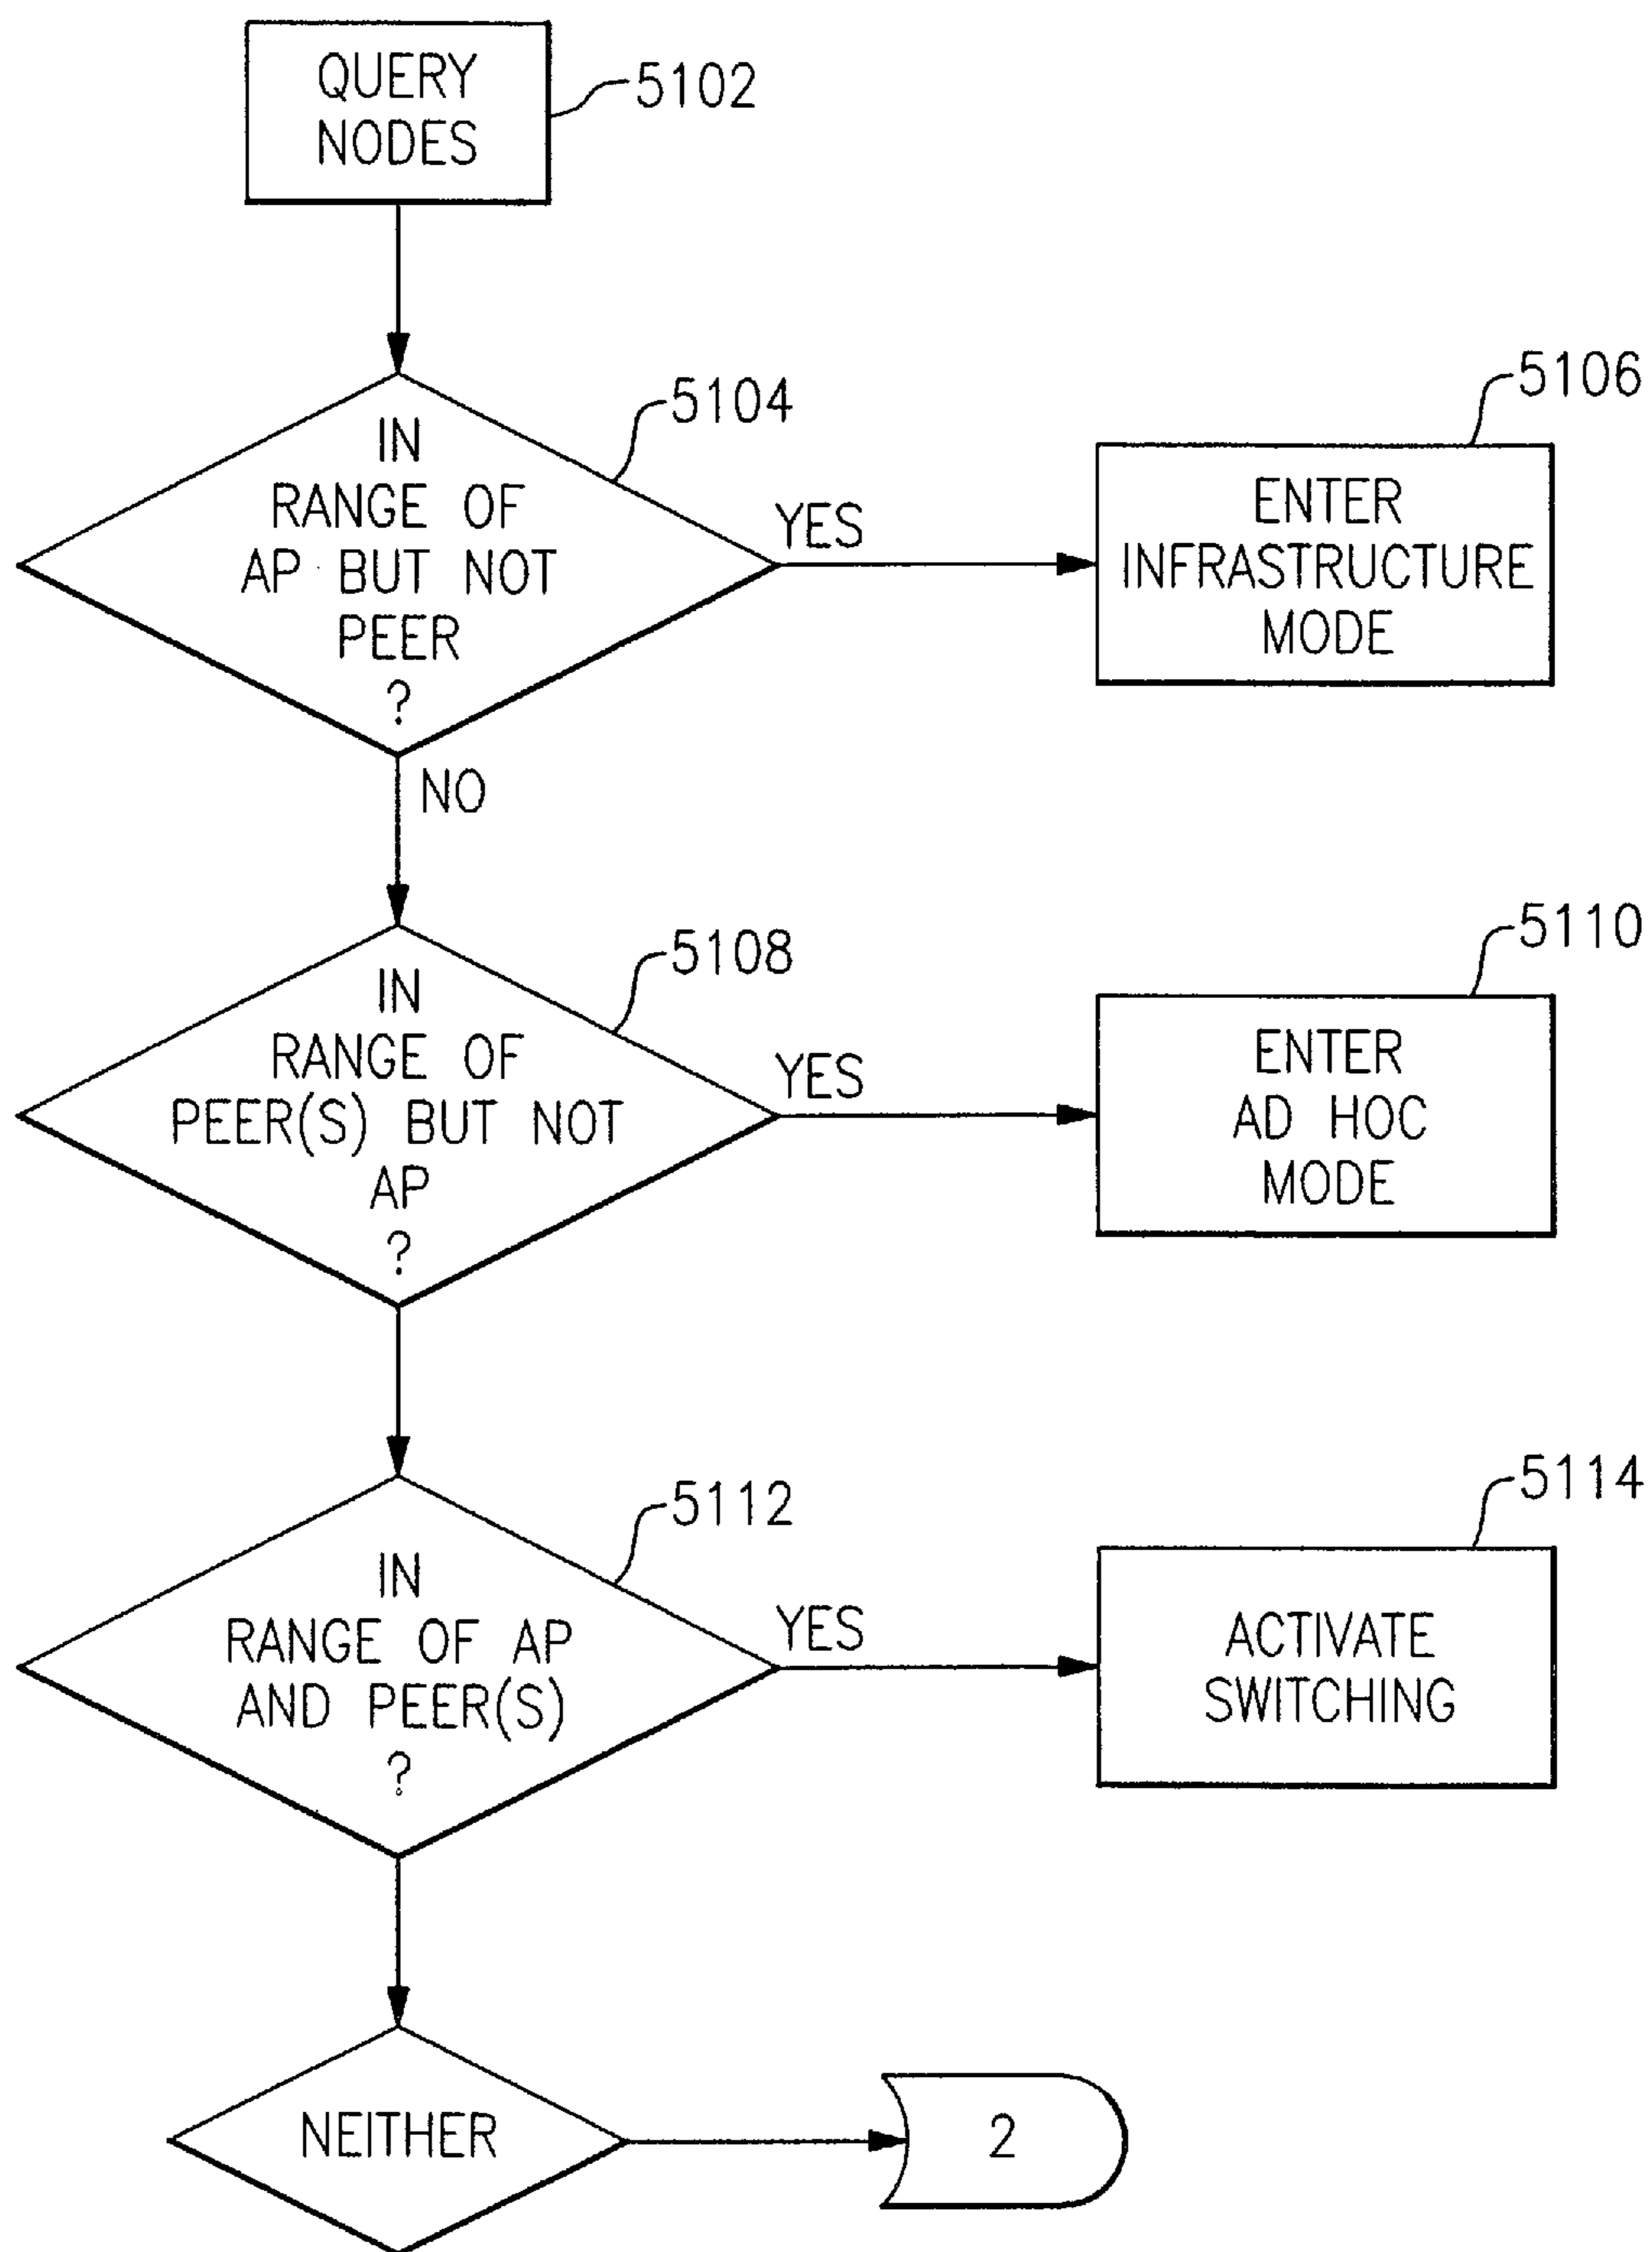 QUERY
NODES
5102
5104
IN
RANGE OF
AP BUT NOT
PEER
?
YES
5106
ENTER
INFRASTRUCTURE
MODE
NO
5108
IN
RANGE OF
PEER(S) BUT NOT
AP
?
YES
5110
ENTER
AD HOC
MODE
5112
IN
RANGE OF AP
AND PEER(S)
?
YES
5114
ACTIVATE
SWITCHING
NEITHER
2